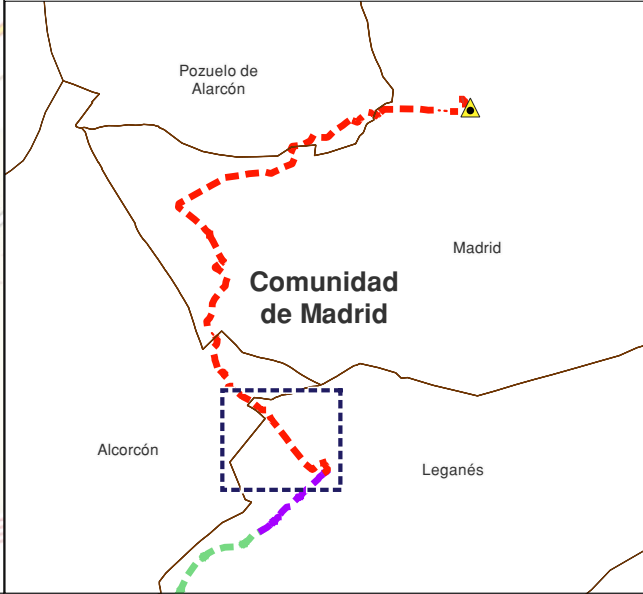 Pozuelo de
Alarcón
Madrid
Comunidad
de Madrid
Alcorcón
Leganés